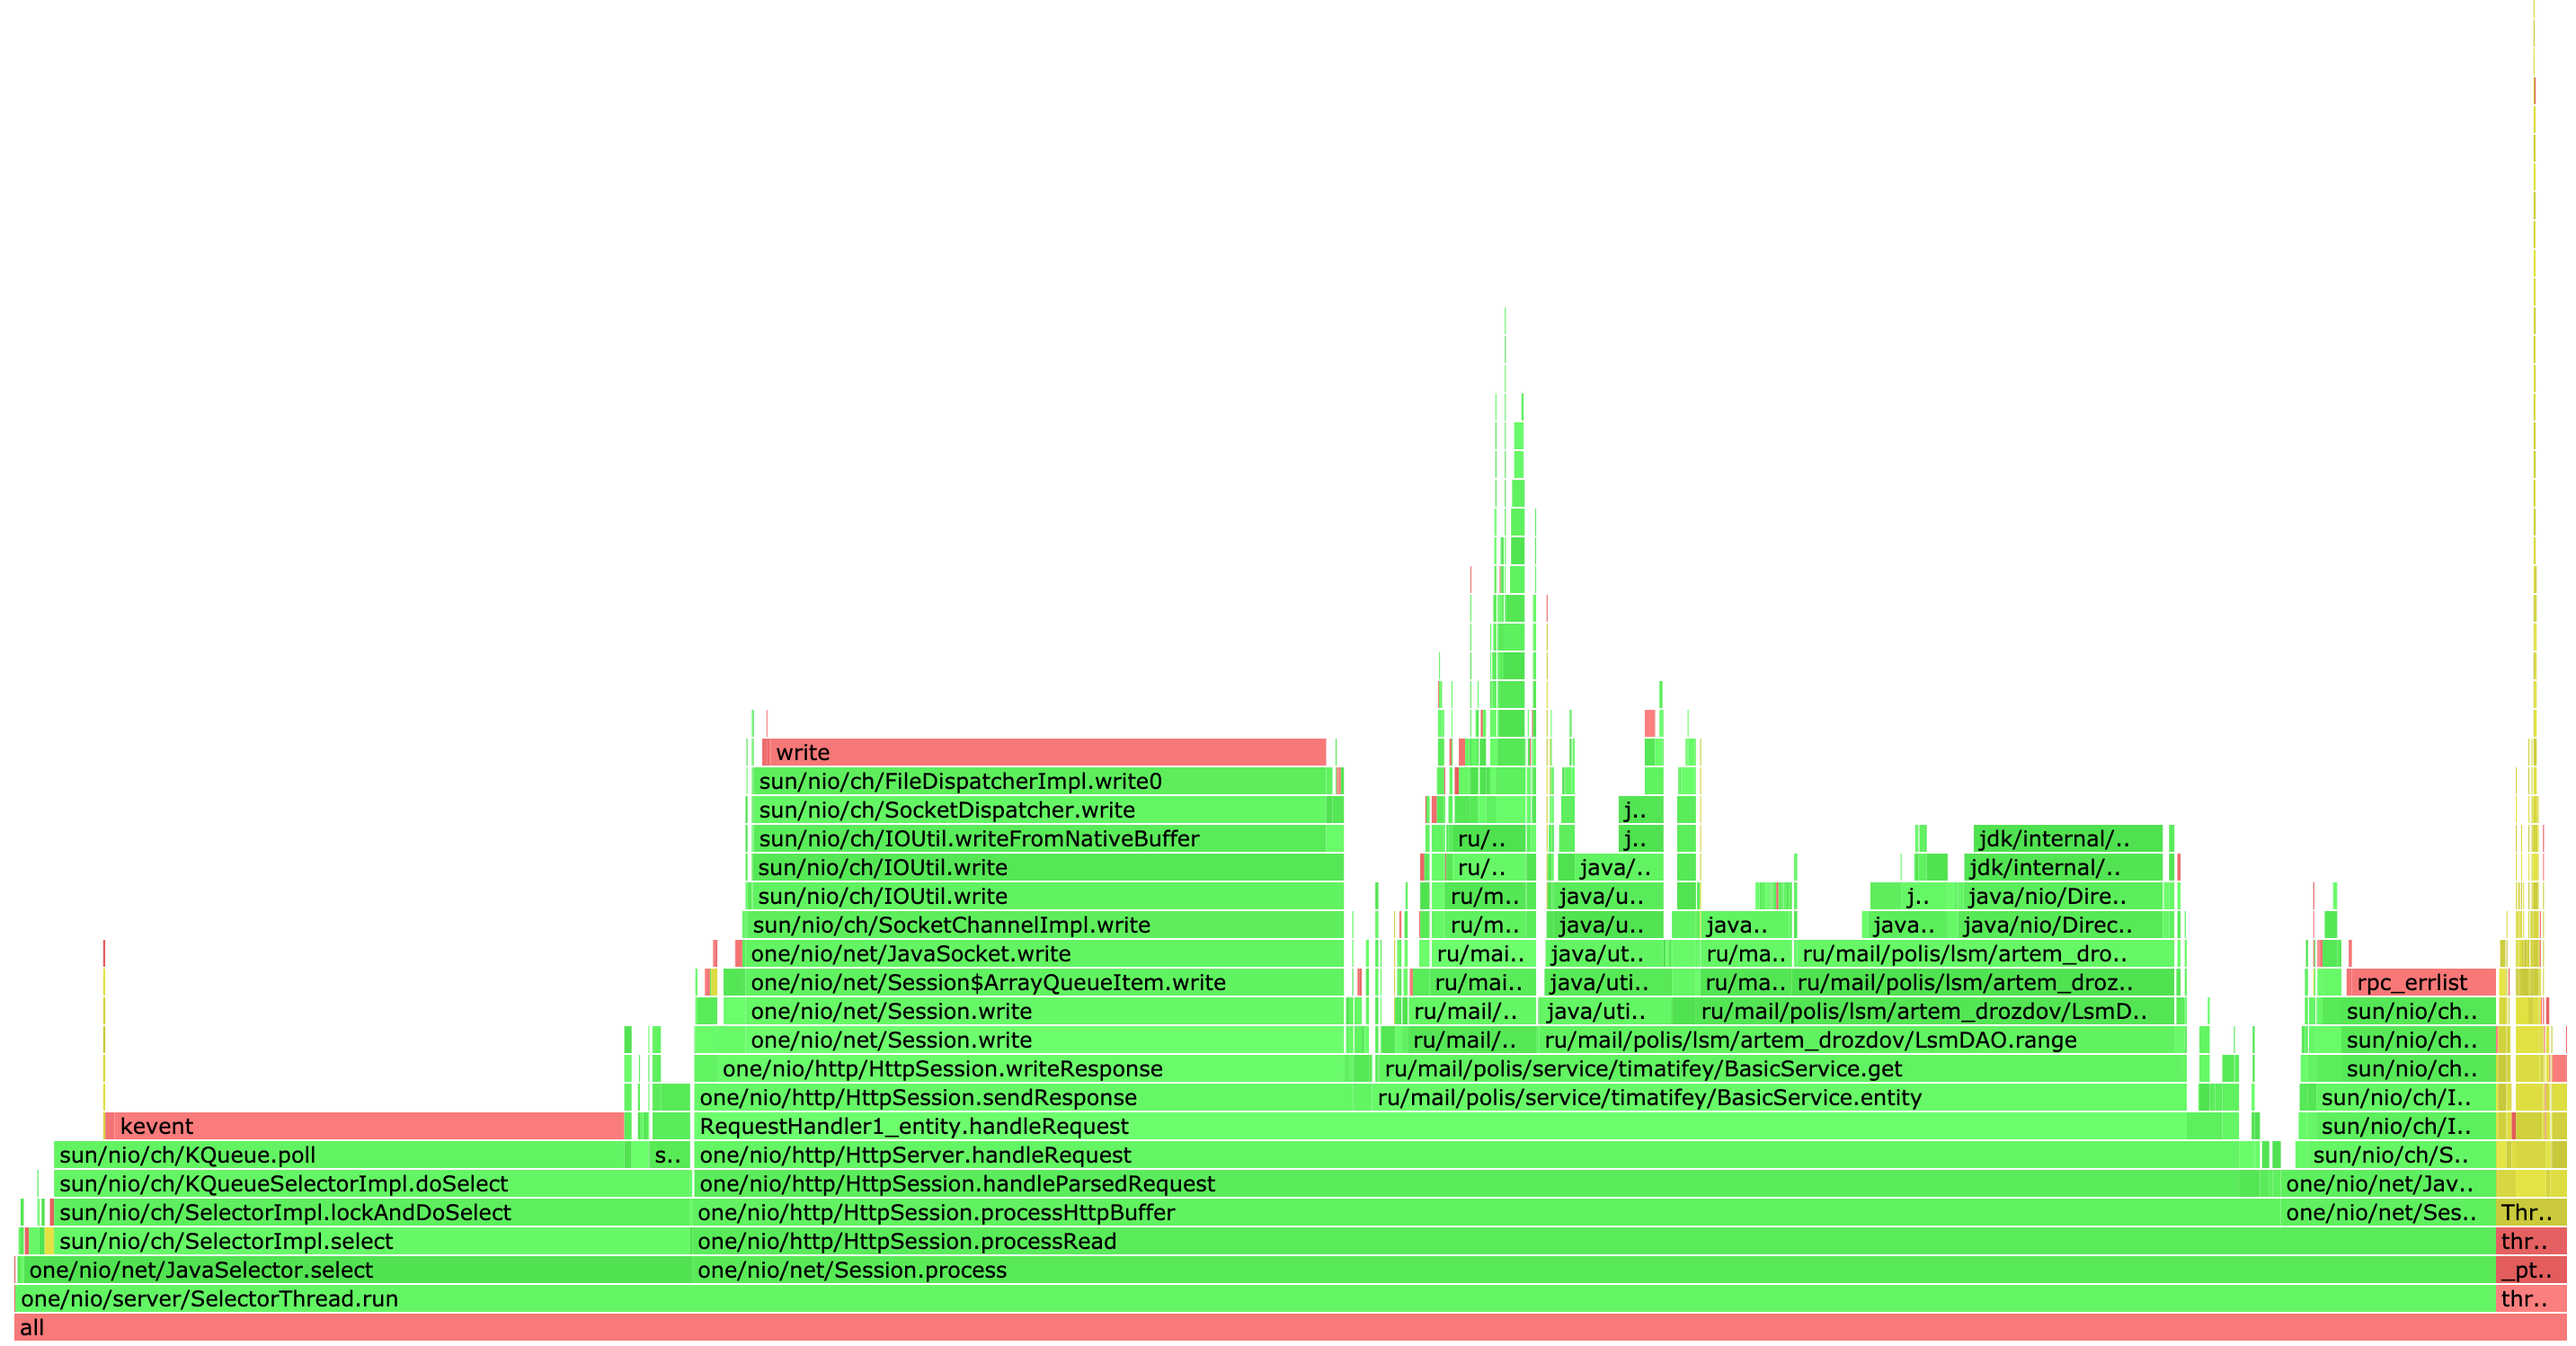 write
sun/nio/ch/FileDispatcherImpl.write0
sun/nio/ch/SocketDispatcher.write j..
sun/nio/ch/IOUtil.writeFromNativeBuffer ru/.. j.. jdk/internal/..
sun/nio/ch/IOUtil.write ru/.. java/.. jdk/internal/..
sun/nio/ch/IOUtil.write ru/m.. java/u.. j.. java/nio/Dire..
sun/nio/ch/SocketChannelImpl.write ru/m.. java/u.. java.. java.. java/nio/Direc..
one/nio/net/JavaSocket.write ru/mai.. java/ut.. ru/ma.. ru/mail/polis/lsm/artem_dro..
one/nio/net/Session$ArrayQueueItem.write ru/mai.. java/uti.. ru/ma.. ru/mail/polis/lsm/artem_droz.. rpc_errlist
one/nio/net/Session.write ru/mail/.. java/uti.. ru/mail/polis/lsm/artem_drozdov/LsmD.. sun/nio/ch..
one/nio/net/Session.write ru/mail/.. ru/mail/polis/lsm/artem_drozdov/LsmDAO.range sun/nio/ch..
one/nio/http/HttpSession.writeResponse ru/mail/polis/service/timatifey/BasicService.get sun/nio/ch..
one/nio/http/HttpSession.sendResponse ru/mail/polis/service/timatifey/BasicService.entity sun/nio/ch/I..
kevent RequestHandler1_entity.handleRequest sun/nio/ch/I..
sun/nio/ch/KQueue.poll s.. one/nio/http/HttpServer.handleRequest sun/nio/ch/S..
sun/nio/ch/KQueueSelectorImpl.doSelect one/nio/http/HttpSession.handleParsedRequest one/nio/net/Jav..
sun/nio/ch/SelectorImpl.lockAndDoSelect one/nio/http/HttpSession.processHttpBuffer one/nio/net/Ses.. Thr..
sun/nio/ch/SelectorImpl.select one/nio/http/HttpSession.processRead thr..
one/nio/net/JavaSelector.select one/nio/net/Session.process _pt..
one/nio/server/SelectorThread.run thr..
all